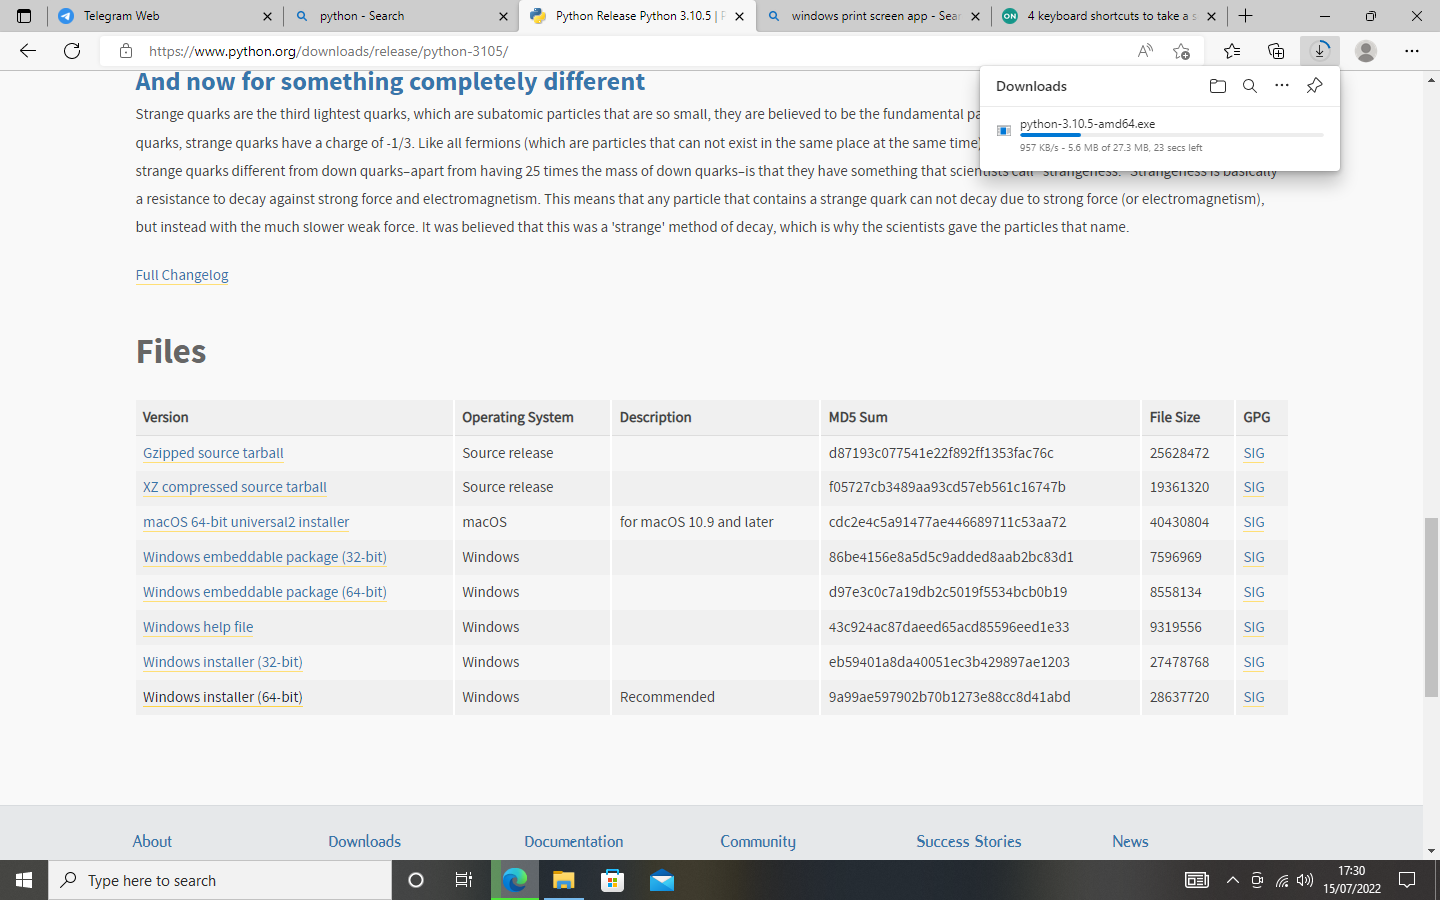 Telegram Web
python - Search
Python Release Python 3.10.5 |
windows print screen app - Sear
ON 4 keyboard shortcuts to take a s
https://www.python.org/downloads/release/python-3105/
And now for something completely different
Strange quarks are the third lightest quarks, which are subatomic particles that are so small, they are believed to be the fundamental pa
quarks, strange quarks have a charge of -1/3. Like all fermions (which are particles that can not exist in the same place at the same time)
strange quarks different from down quarks–apart from having 25 times the mass of down quarks–is that they have something that scientists call "strangeness." Strangeness is basically
a resistance to decay against strong force and electromagnetism. This means that any particle that contains a strange quark can not decay due to strong force (or electromagnetism),
but instead with the much slower weak force. It was believed that this was a 'strange' method of decay, which is why the scientists gave the particles that name.
Downloads
python-3.10.5-amd64.exe
957 KB/s - 5.6 MB of 27.3 MB, 23 secs left
Full Changelog
Files
Version Operating System Description MD5 Sum File Size GPG
Gzipped source tarball Source release d87193c077541e22f892ff1353fac76c 25628472 SIG
XZ compressed source tarball Source release f05727cb3489aa93cd57eb561c16747b 19361320 SIG
macOS 64-bit universal2 installer macOS for macOS 10.9 and later cdc2e4c5a91477ae446689711c53aa72 40430804 SIG
Windows embeddable package (32-bit) Windows 86be4156e8a5d5c9added8aab2bc83d1 7596969 SIG
Windows embeddable package (64-bit) Windows d97e3c0c7a19db2c5019f5534bcb0b19 8558134 SIG
Windows help file Windows 43c924ac87daeed65acd85596eed1e33 9319556 SIG
Windows installer (32-bit) Windows eb59401a8da40051ec3b429897ae1203 27478768 SIG
Windows installer (64-bit) Windows Recommended 9a99ae597902b70b1273e88cc8d41abd 28637720 SIG
About Downloads Documentation Community Success Stories News
Type here to search
17:30
15/07/2022